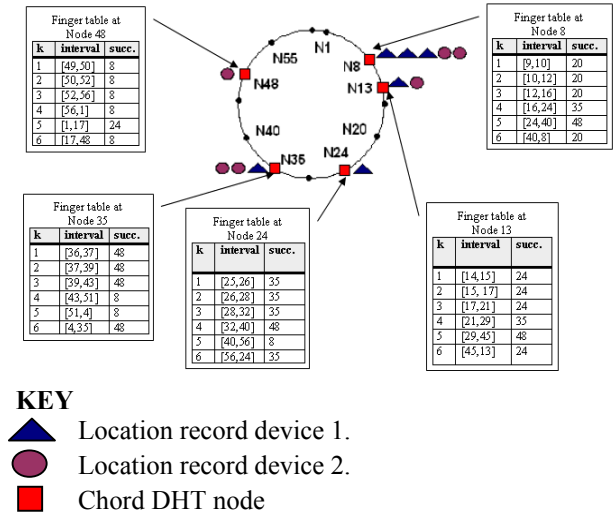 Finger table at
Node 48
k interval succ.
1 [49,50] 8
2 [50,52] 8
3 [52,56] 8
4 [56,1] 8
5 [1,17] 24
6 [17,48 8
Finger table at
Node 8
k interval succ.
1 [9,10] 20
2 [10,12] 20
3 [12,16] 20
4 [16,24] 35
5 [24,40] 48
6 [40,8] 20
N1
N55
N8
N48
N13
N40
N20
N35
N24
Finger table at
Node 35
k interval succ.
1 [36,37] 48
2 [37,39] 48
3 [39,43] 48
4 [43,51] 8
5 [51,4] 8
6 [4,35] 48
Finger table at
Node 24
k interval succ.
1 [25,26] 35
2 [26,28] 35
3 [28,32] 35
4 [32,40] 48
5 [40,56] 8
6 [56,24] 35
Finger table at
Node 13
k interval succ.
1 [14,15] 24
2 [15, 17] 24
3 [17,21] 24
4 [21,29] 35
5 [29,45] 48
6 [45,13] 24
KEY
Location record device 1.
Location record device 2.
Chord DHT node